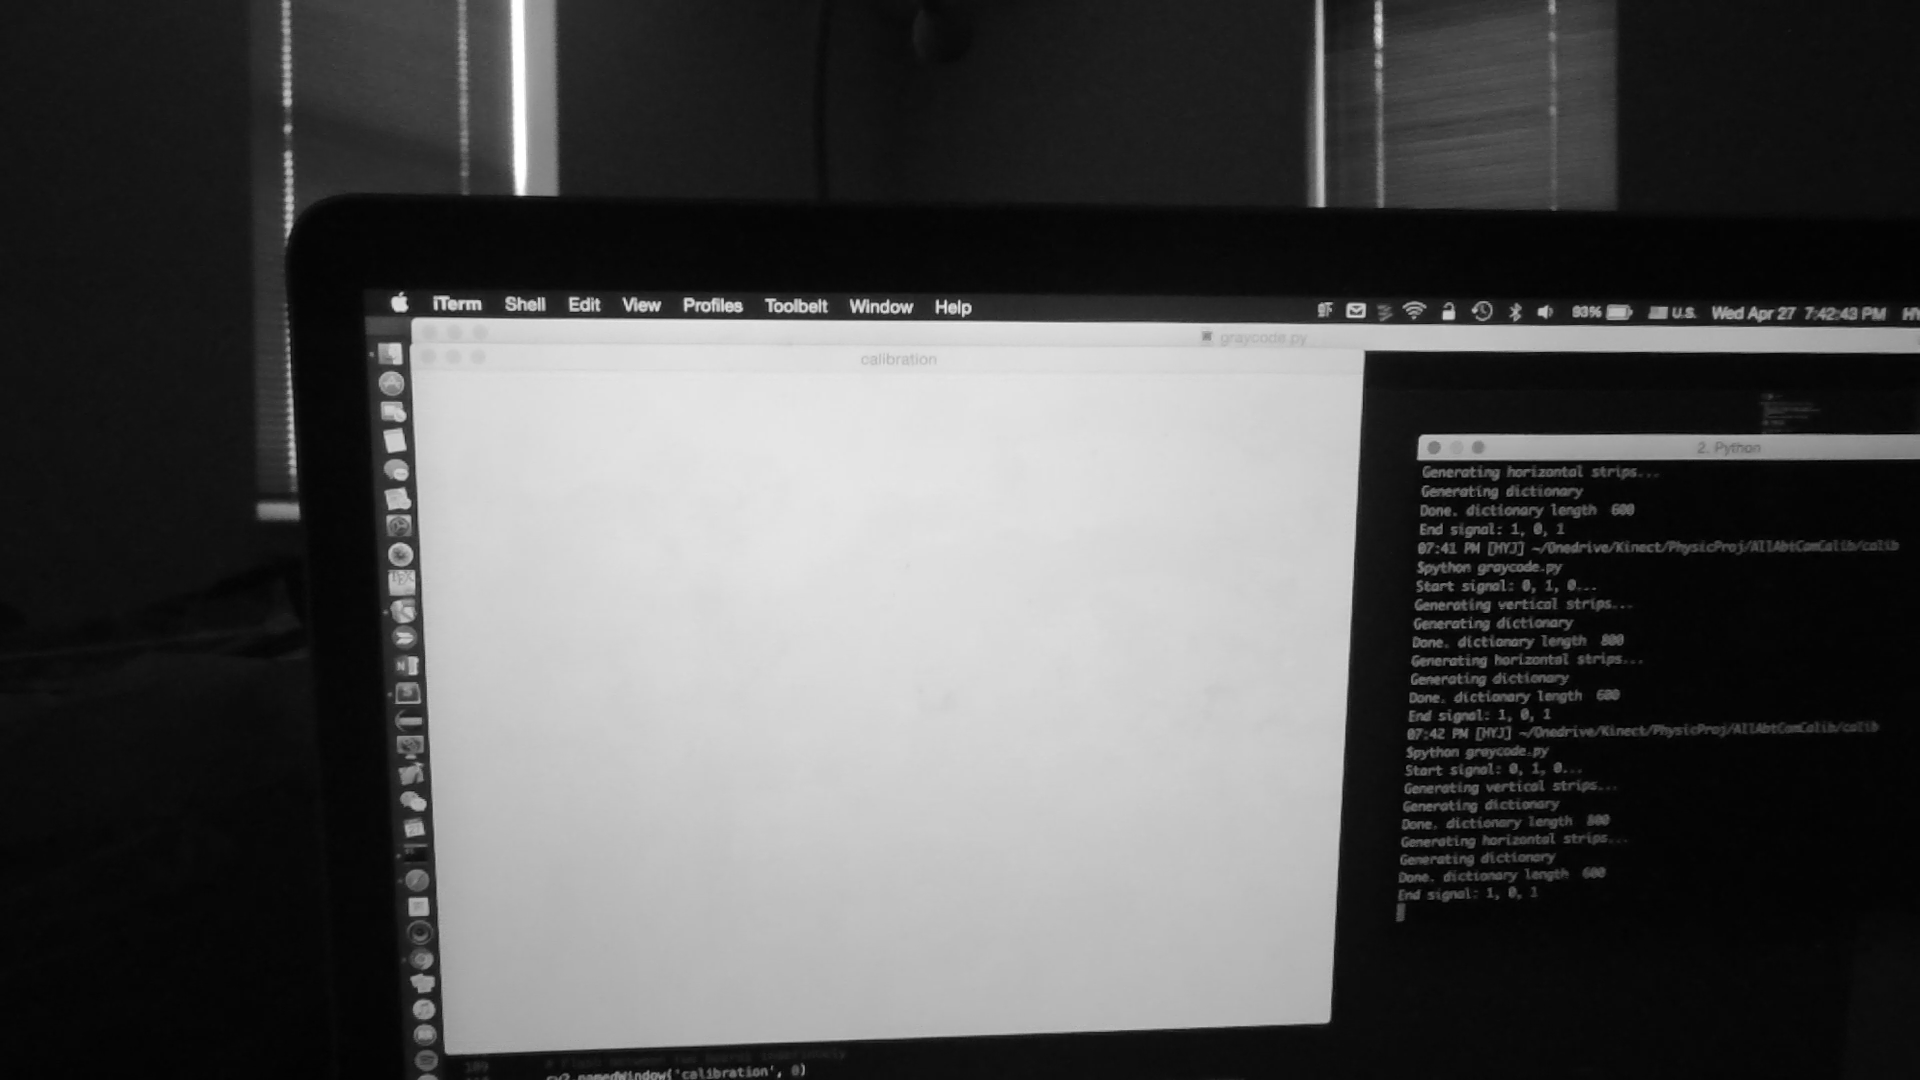 iTerm Shell Edit View Profiles Toolbelt Window Help 93% U.S. Wed Apr 27 7:42:43 PM
graycode.py
calibration
2. Python
Generating horizontal strips...
Generating dictionary
Done. dictionary length 600
End signal: 1, 0, 1
07:41 PM [HYJ] ~/Onedrive/Kinect/PhysicProj/AllAbtCamCalib/calib
$python graycode.py
Start signal: 0, 1, 0...
Generating vertical strips...
Generating dictionary
Done. dictionary length 800
Generating horizontal strips...
Generating dictionary
Done. dictionary length 600
End signal: 1, 0, 1
07:42 PM [HYJ] ~/Onedrive/Kinect/PhysicProj/AllAbtCamCalib/calib
$python graycode.py
Start signal: 0, 1, 0...
Generating vertical strips...
Generating dictionary
Done. dictionary length 800
Generating horizontal strips...
Generating dictionary
Done. dictionary length 600
End signal: 1, 0, 1
cv2.namedWindow('calibration', 0)